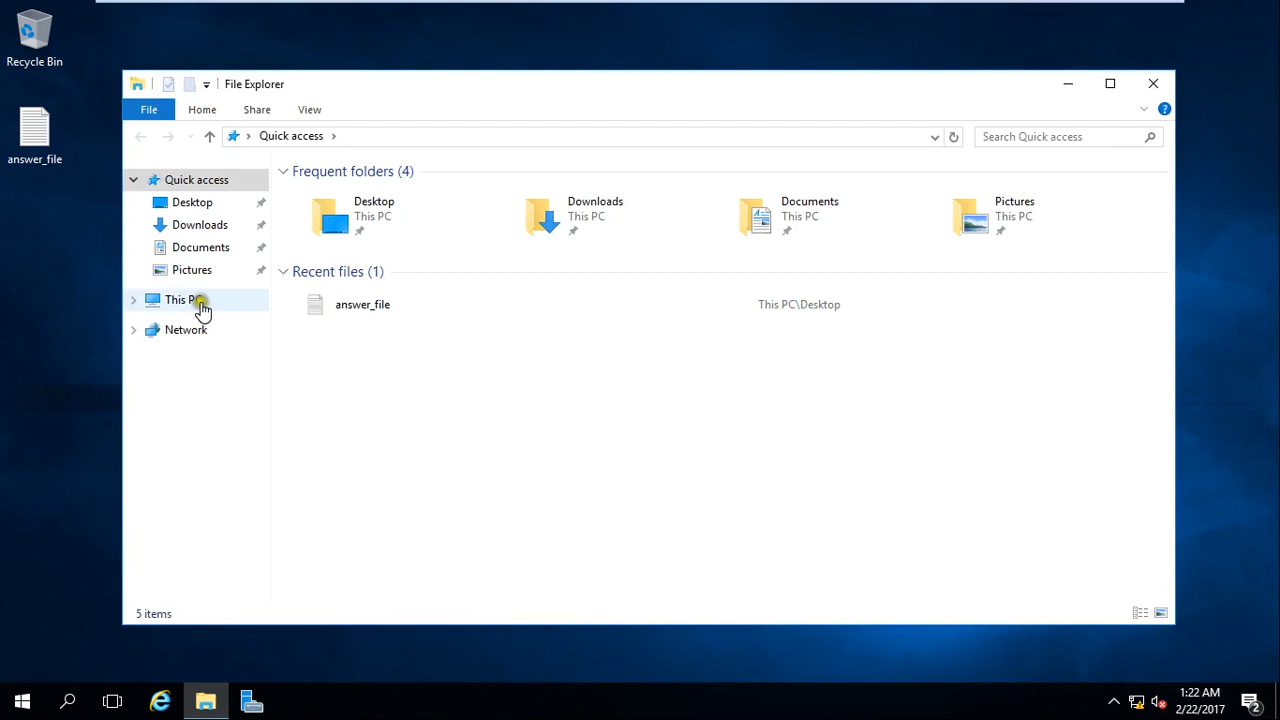 Recycle Bin
answer_file
File Explorer
File Home Share View
Quick access
Search Quick access
Quick access
Desktop
Downloads
Documents
Pictures
This PC
Network
Frequent folders (4)
Desktop
This PC
Downloads
This PC
Documents
This PC
Pictures
This PC
Recent files (1)
answer_file This PC\Desktop
5 items
1:22 AM
2/22/2017
2